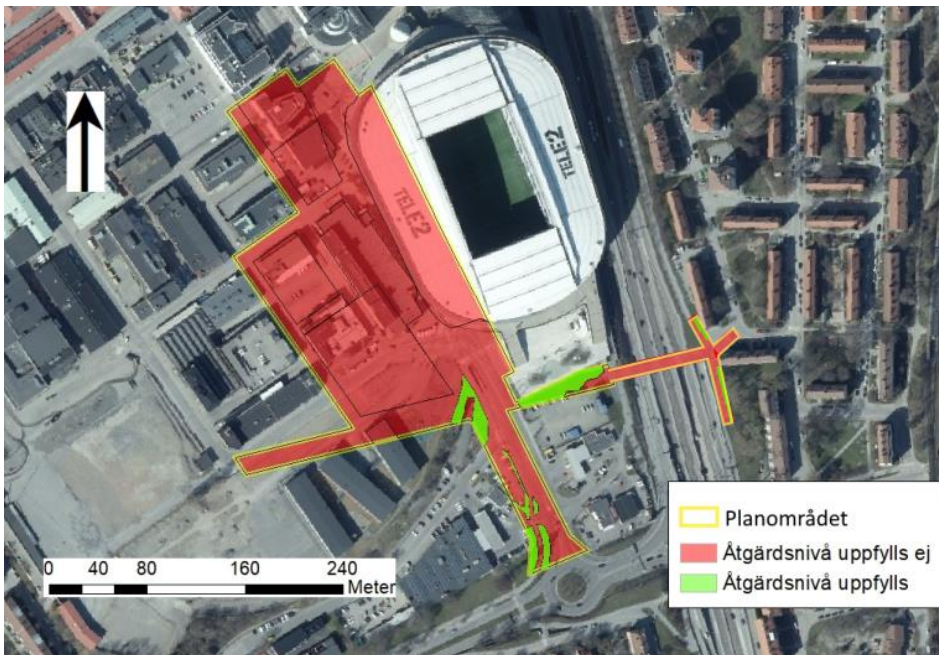 TELE2
TELE2
0 40 80 160 240
Meter
Planområdet
Åtgärdsnivå uppfylls ej
Åtgärdsnivå uppfylls